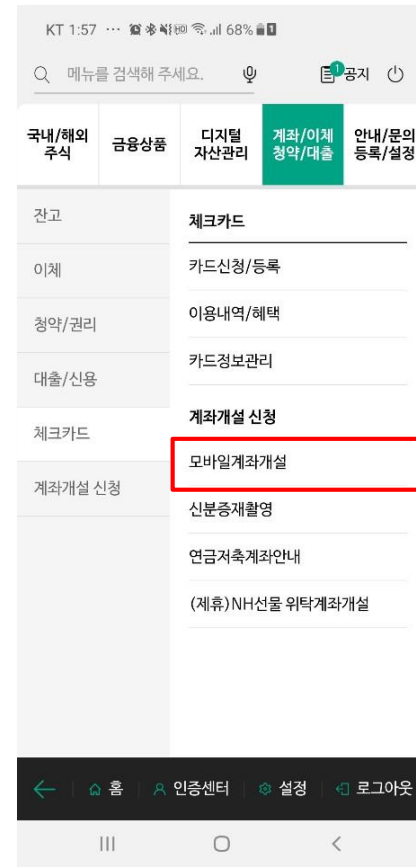 KT 1:57 … HD 68%
메뉴를 검색해 주세요. 1 공지
국내/해외 주식 금융상품 디지털 자산관리 계좌/이체 청약/대출 안내/문의 등록/설정
잔고
이체
청약/권리
대출/신용
체크카드
계좌개설 신청
체크카드
카드신청/등록
이용내역/혜택
카드정보관리
계좌개설 신청
모바일계좌개설
신분증재촬영
연금저축계좌안내
(제휴)NH선물 위탁계좌개설
홈 인증센터 설정 로그아웃